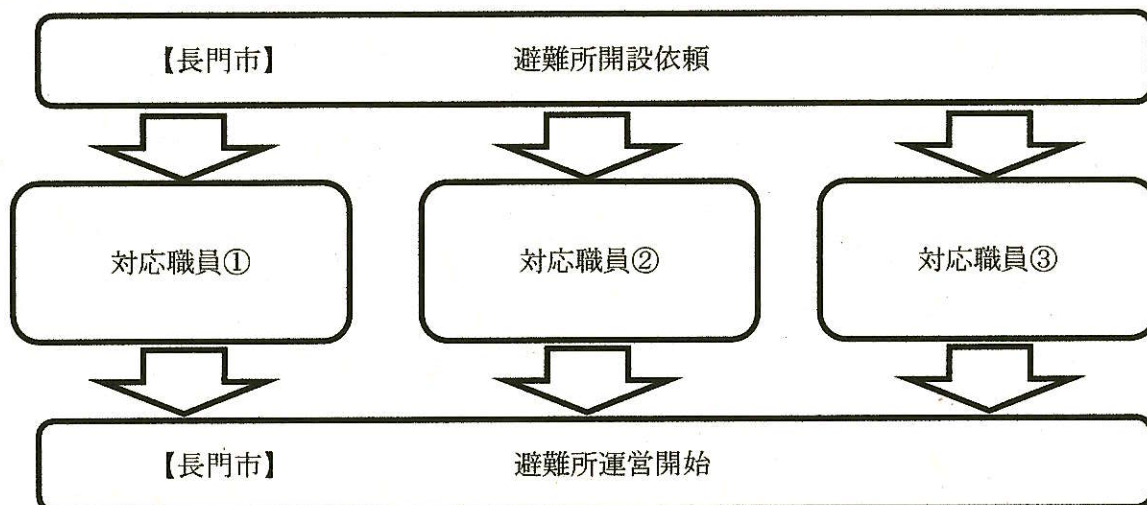 【長門市】 避難所開設依頼
対応職員① 対応職員② 対応職員③
【長門市】 避難所運営開始